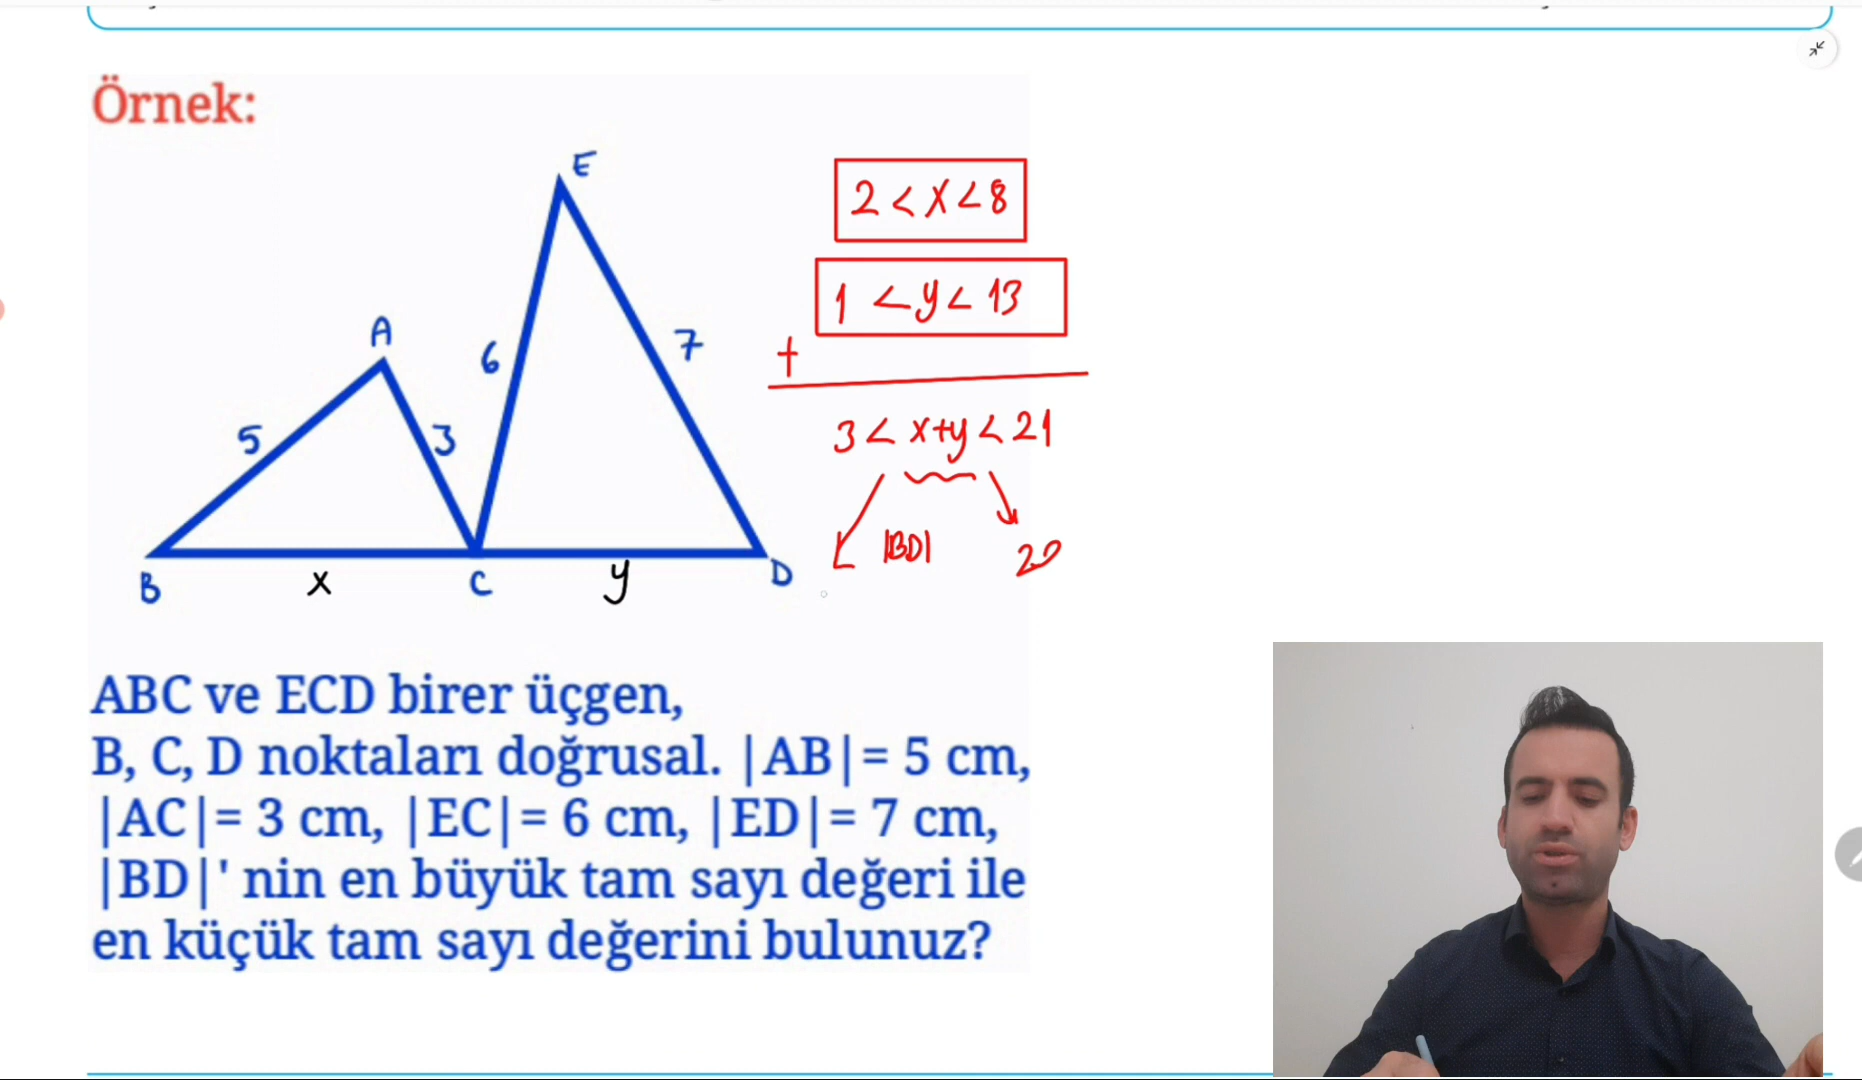 Örnek:
E
A
6
7
5
3
B
x
C
y
D
2 < x < 8
1 < y < 13
+
3 < x+y < 21
|BD|
20
ABC ve ECD birer üçgen,
B, C, D noktaları doğrusal. |AB|= 5 cm,
|AC|= 3 cm, |EC|= 6 cm, |ED|= 7 cm,
|BD|' nin en büyük tam sayı değeri ile
en küçük tam sayı değerini bulunuz?